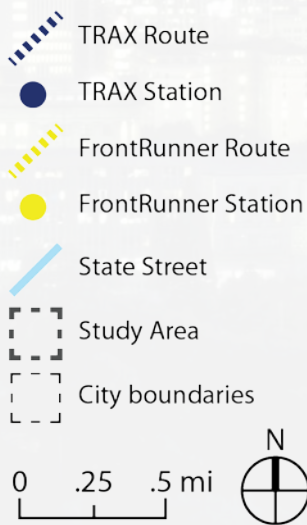 TRAX Route
TRAX Station
FrontRunner Route
FrontRunner Station
State Street
Study Area
City boundaries
0 .25 .5 mi
N